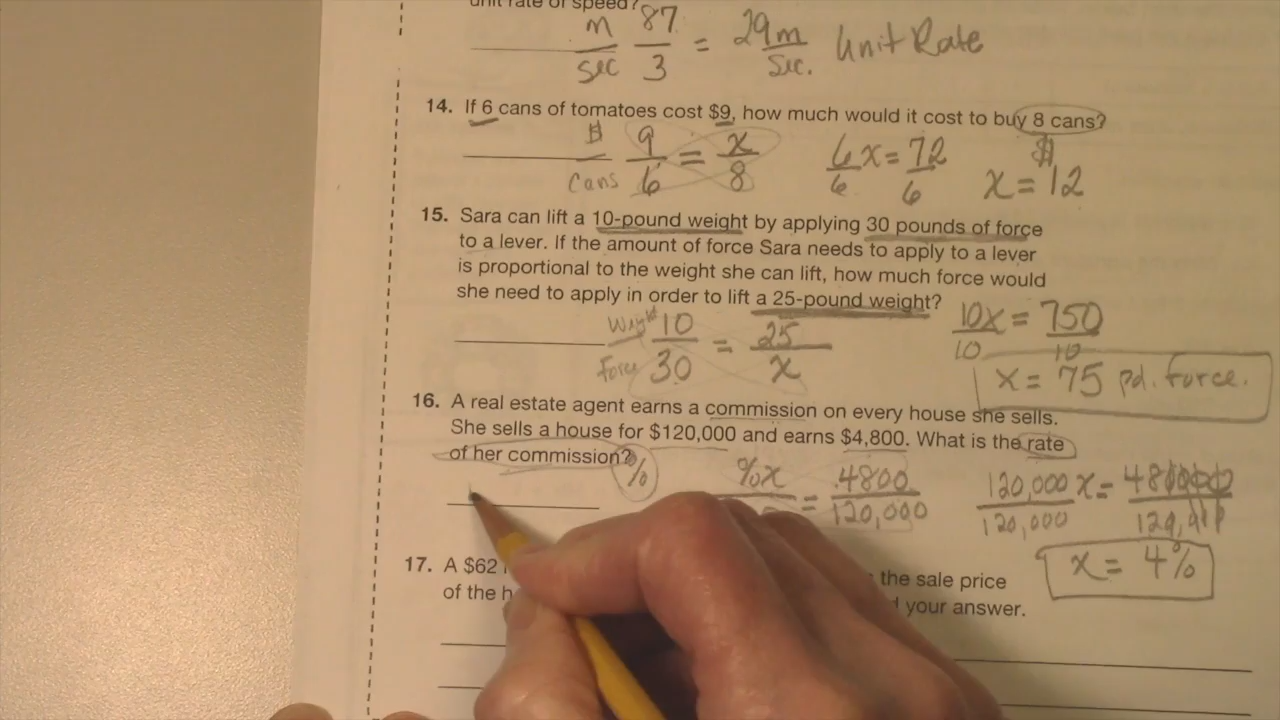 unit rate of speed?
m/sec 87/3 = 29m/sec. Unit Rate
14. If 6 cans of tomatoes cost $9, how much would it cost to buy 8 cans?
$/cans 9/6 = x/8 6x/6 = 72/6 x = $12
15. Sara can lift a 10-pound weight by applying 30 pounds of force
to a lever. If the amount of force Sara needs to apply to a lever
is proportional to the weight she can lift, how much force would
she need to apply in order to lift a 25-pound weight?
Weight/Force 10/30 = 25/x 10x/10 = 750/10
x = 75 pd. force.
16. A real estate agent earns a commission on every house she sells.
She sells a house for $120,000 and earns $4,800. What is the rate
of her commission?
% %x = 4800/120,000 120,000x/120,000 =
x = 4%
17. A $62
the sale price
of the h
your answer.